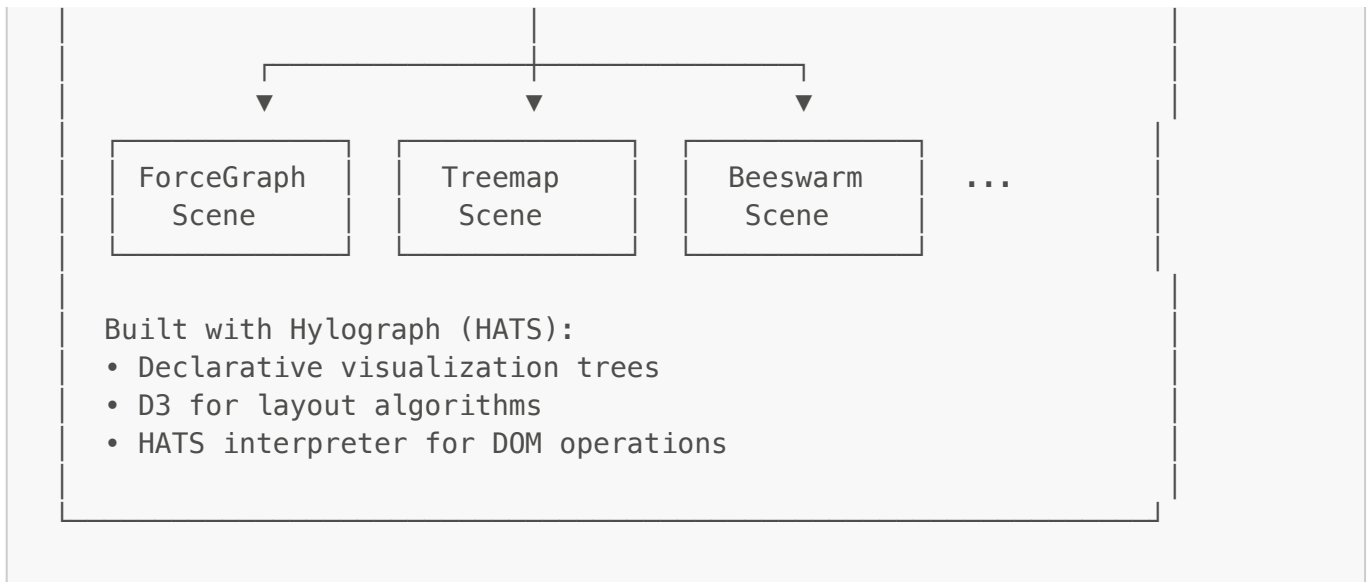 ForceGraph Treemap Beeswarm ...
Scene Scene Scene
Built with Hylograph (HATS):
• Declarative visualization trees
• D3 for layout algorithms
• HATS interpreter for DOM operations